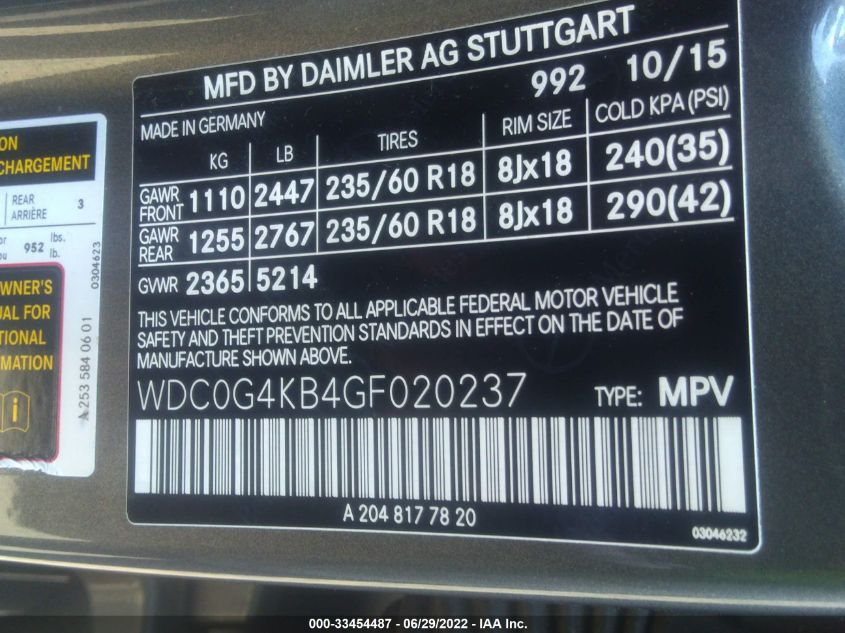 MFD BY DAIMLER AG STUTTGART
992 10/15
MADE IN GERMANY
KG LB TIRES RIM SIZE COLD KPA(PSI)
GAWR FRONT 1110 2447 235/60 R18 8Jx18 240(35)
GAWR REAR 1255 2767 235/60 R18 8Jx18 290(42)
GVWR 2365 5214
THIS VEHICLE CONFORMS TO ALL APPLICABLE FEDERAL MOTOR VEHICLE
SAFETY AND THEFT PREVENTION STANDARDS IN EFFECT ON THE DATE OF
MANUFACTURE SHOWN ABOVE.
WDC0G4KB4GF020237 TYPE: MPV
A 204 817 78 20
03046232
ON
CHARGEMENT
REAR
ARRIÈRE 3
or 952 lbs.
ou lb.
0304623
WNER'S
UAL FOR
TIONAL
RMATION
A 253 584 06 01
000-33454487 - 06/29/2022 - IAA Inc.